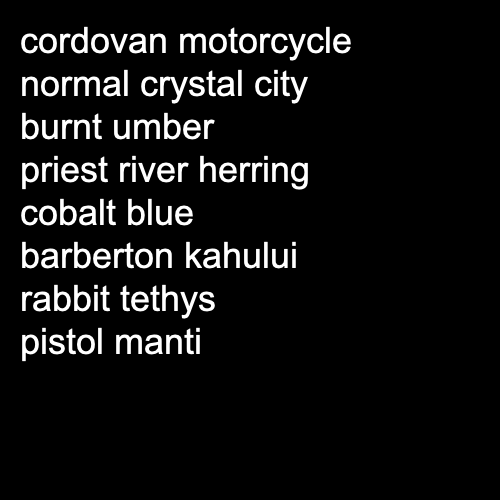 cordovan motorcycle
normal crystal city
burnt umber
priest river herring
cobalt blue
barberton kahului
rabbit tethys
pistol manti